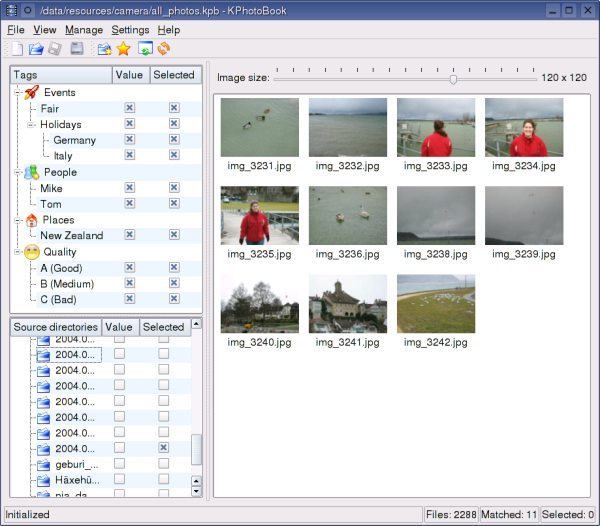 /data/resources/camera/all_photos.kpb - KPhotoBook
File View Manage Settings Help
Tags Value Selected
Events
Fair
Holidays
Germany
Italy
People
Mike
Tom
Places
New Zealand
Quality
A (Good)
B (Medium)
C (Bad)
Source directories Value Selected
2004.0...
2004.0...
2004.0...
2004.0...
2004.0...
2004.0...
2004.0...
2004.0...
geburi_...
Häxehü...
nia_da...
Image size: 120 x 120
img_3231.jpg img_3232.jpg img_3233.jpg img_3234.jpg
img_3235.jpg img_3236.jpg img_3238.jpg img_3239.jpg
img_3240.jpg img_3241.jpg img_3242.jpg
Initialized Files: 2288 Matched: 11 Selected: 0